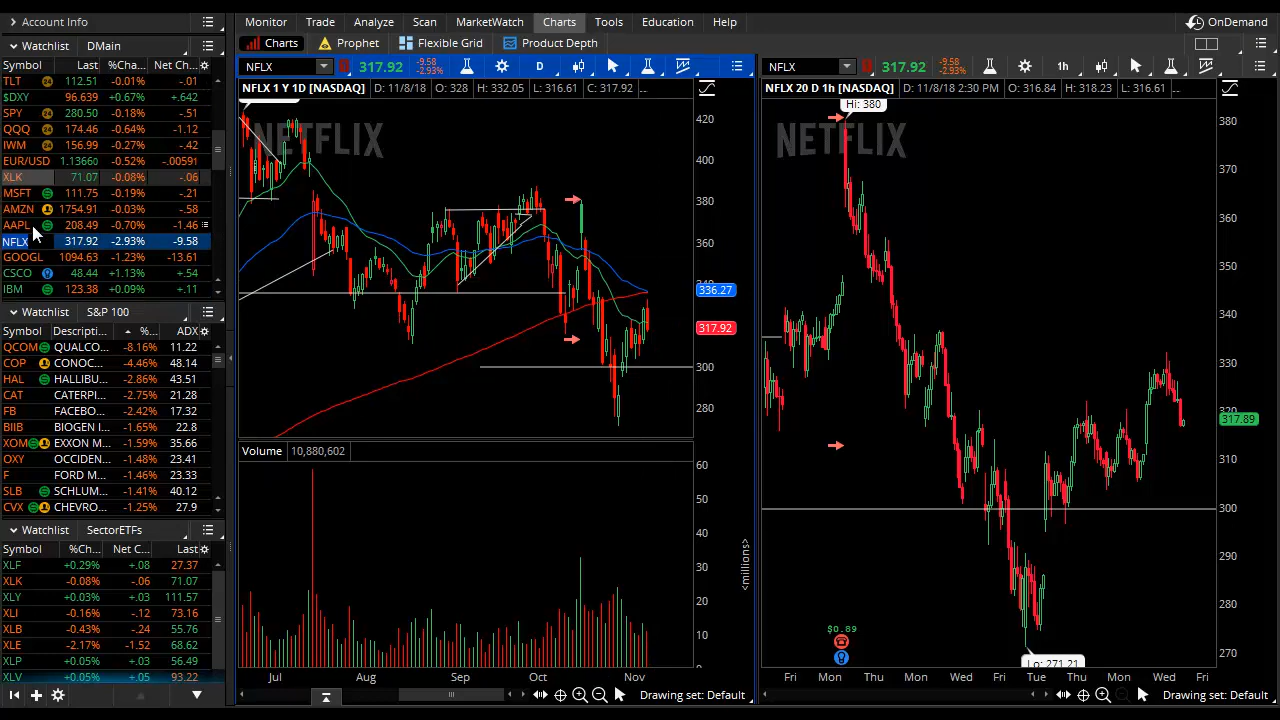 Account Info
Monitor Trade Analyze Scan MarketWatch Charts Tools Education Help
OnDemand
Watchlist DMain
Symbol Last %Cha... Net Ch...
TLT 112.51 -0.01% -.01
$DXY 96.639 +0.67% +.642
SPY 280.50 -0.18% -.51
QQQ 174.46 -0.64% -1.12
IWM 156.99 -0.27% -.42
EUR/USD 1.13660 -0.52% -.00591
XLK 71.07 -0.08% -.06
MSFT 111.75 -0.19% -.21
AMZN 1754.91 -0.03% -.58
AAPL 208.49 -0.70% -1.46
NFLX 317.92 -2.93% -9.58
GOOGL 1094.63 -1.23% -13.61
CSCO 48.44 +1.13% +.54
IBM 123.38 +0.09% +.11
Watchlist S&P 100
Symbol Descripti... %... ADX
QCOM QUALCO... -8.16% 11.22
COP CONOC... -4.46% 48.14
HAL HALLIBU... -2.86% 43.51
CAT CATERPI... -2.75% 21.28
FB FACEBO... -2.42% 17.32
BIIB BIOGEN I... -1.65% 22.8
XOM EXXON M... -1.59% 35.66
OXY OCCIDEN... -1.48% 23.41
F FORD M... -1.46% 23.33
SLB SCHLUM... -1.41% 40.12
CVX CHEVRO... -1.25% 27.9
Watchlist SectorETFs
Symbol %Ch... Net C... Last
XLF +0.29% +.08 27.37
XLK -0.08% -.06 71.07
XLY +0.03% +.03 112.57
XLI -0.16% -.12 73.16
XLB -0.43% -.24 55.76
XLE -2.17% -1.52 68.62
XLP +0.05% +.03 56.49
XLV +0.05% +.05 93.22
Charts Prophet Flexible Grid Product Depth
NFLX 317.92 -9.58 -2.93% D
NFLX 1 Y 1D [NASDAQ] D: 11/8/18 O: 328 H: 332.05 L: 316.61 C: 317.92 ...
NETFLIX
420
400
380
360
340
336.27
317.92
300
280
Volume 10,880,602
60
50
40
30
20
10
<millions>
Jul Aug Sep Oct Nov
Drawing set: Default
NFLX 317.92 -9.58 -2.93% 1h
NFLX 20 D 1h [NASDAQ] D: 11/8/18 2:30 PM O: 316.84 H: 318.23 L: 316.61 ...
Hi: 380
NETFLIX
380
370
360
350
340
330
320
317.89
310
300
290
280
270
$0.89
Lo: 271.21
Fri Mon Thu Mon Wed Fri Tue Thu Mon Wed Fri
Drawing set: Default